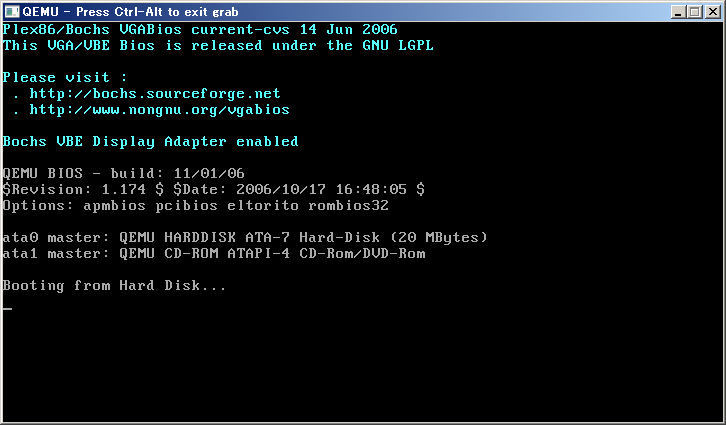 QEMU - Press Ctrl-Alt to exit grab
Plex86/Bochs VGABios current-cvs 14 Jun 2006
This VGA/VBE Bios is released under the GNU LGPL
Please visit :
. http://bochs.sourceforge.net
. http://www.nongnu.org/vgabios
Bochs VBE Display Adapter enabled
QEMU BIOS - build: 11/01/06
$Revision: 1.174 $ $Date: 2006/10/17 16:48:05 $
Options: apmbios pcibios eltorito rombios32
ata0 master: QEMU HARDDISK ATA-7 Hard-Disk (20 MBytes)
ata1 master: QEMU CD-ROM ATAPI-4 CD-Rom/DVD-Rom
Booting from Hard Disk...